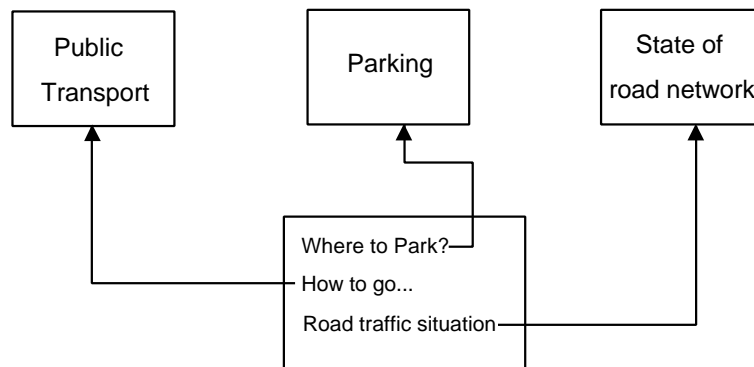 Public
Transport
Parking
State of
road network
Where to Park?
How to go...
Road traffic situation